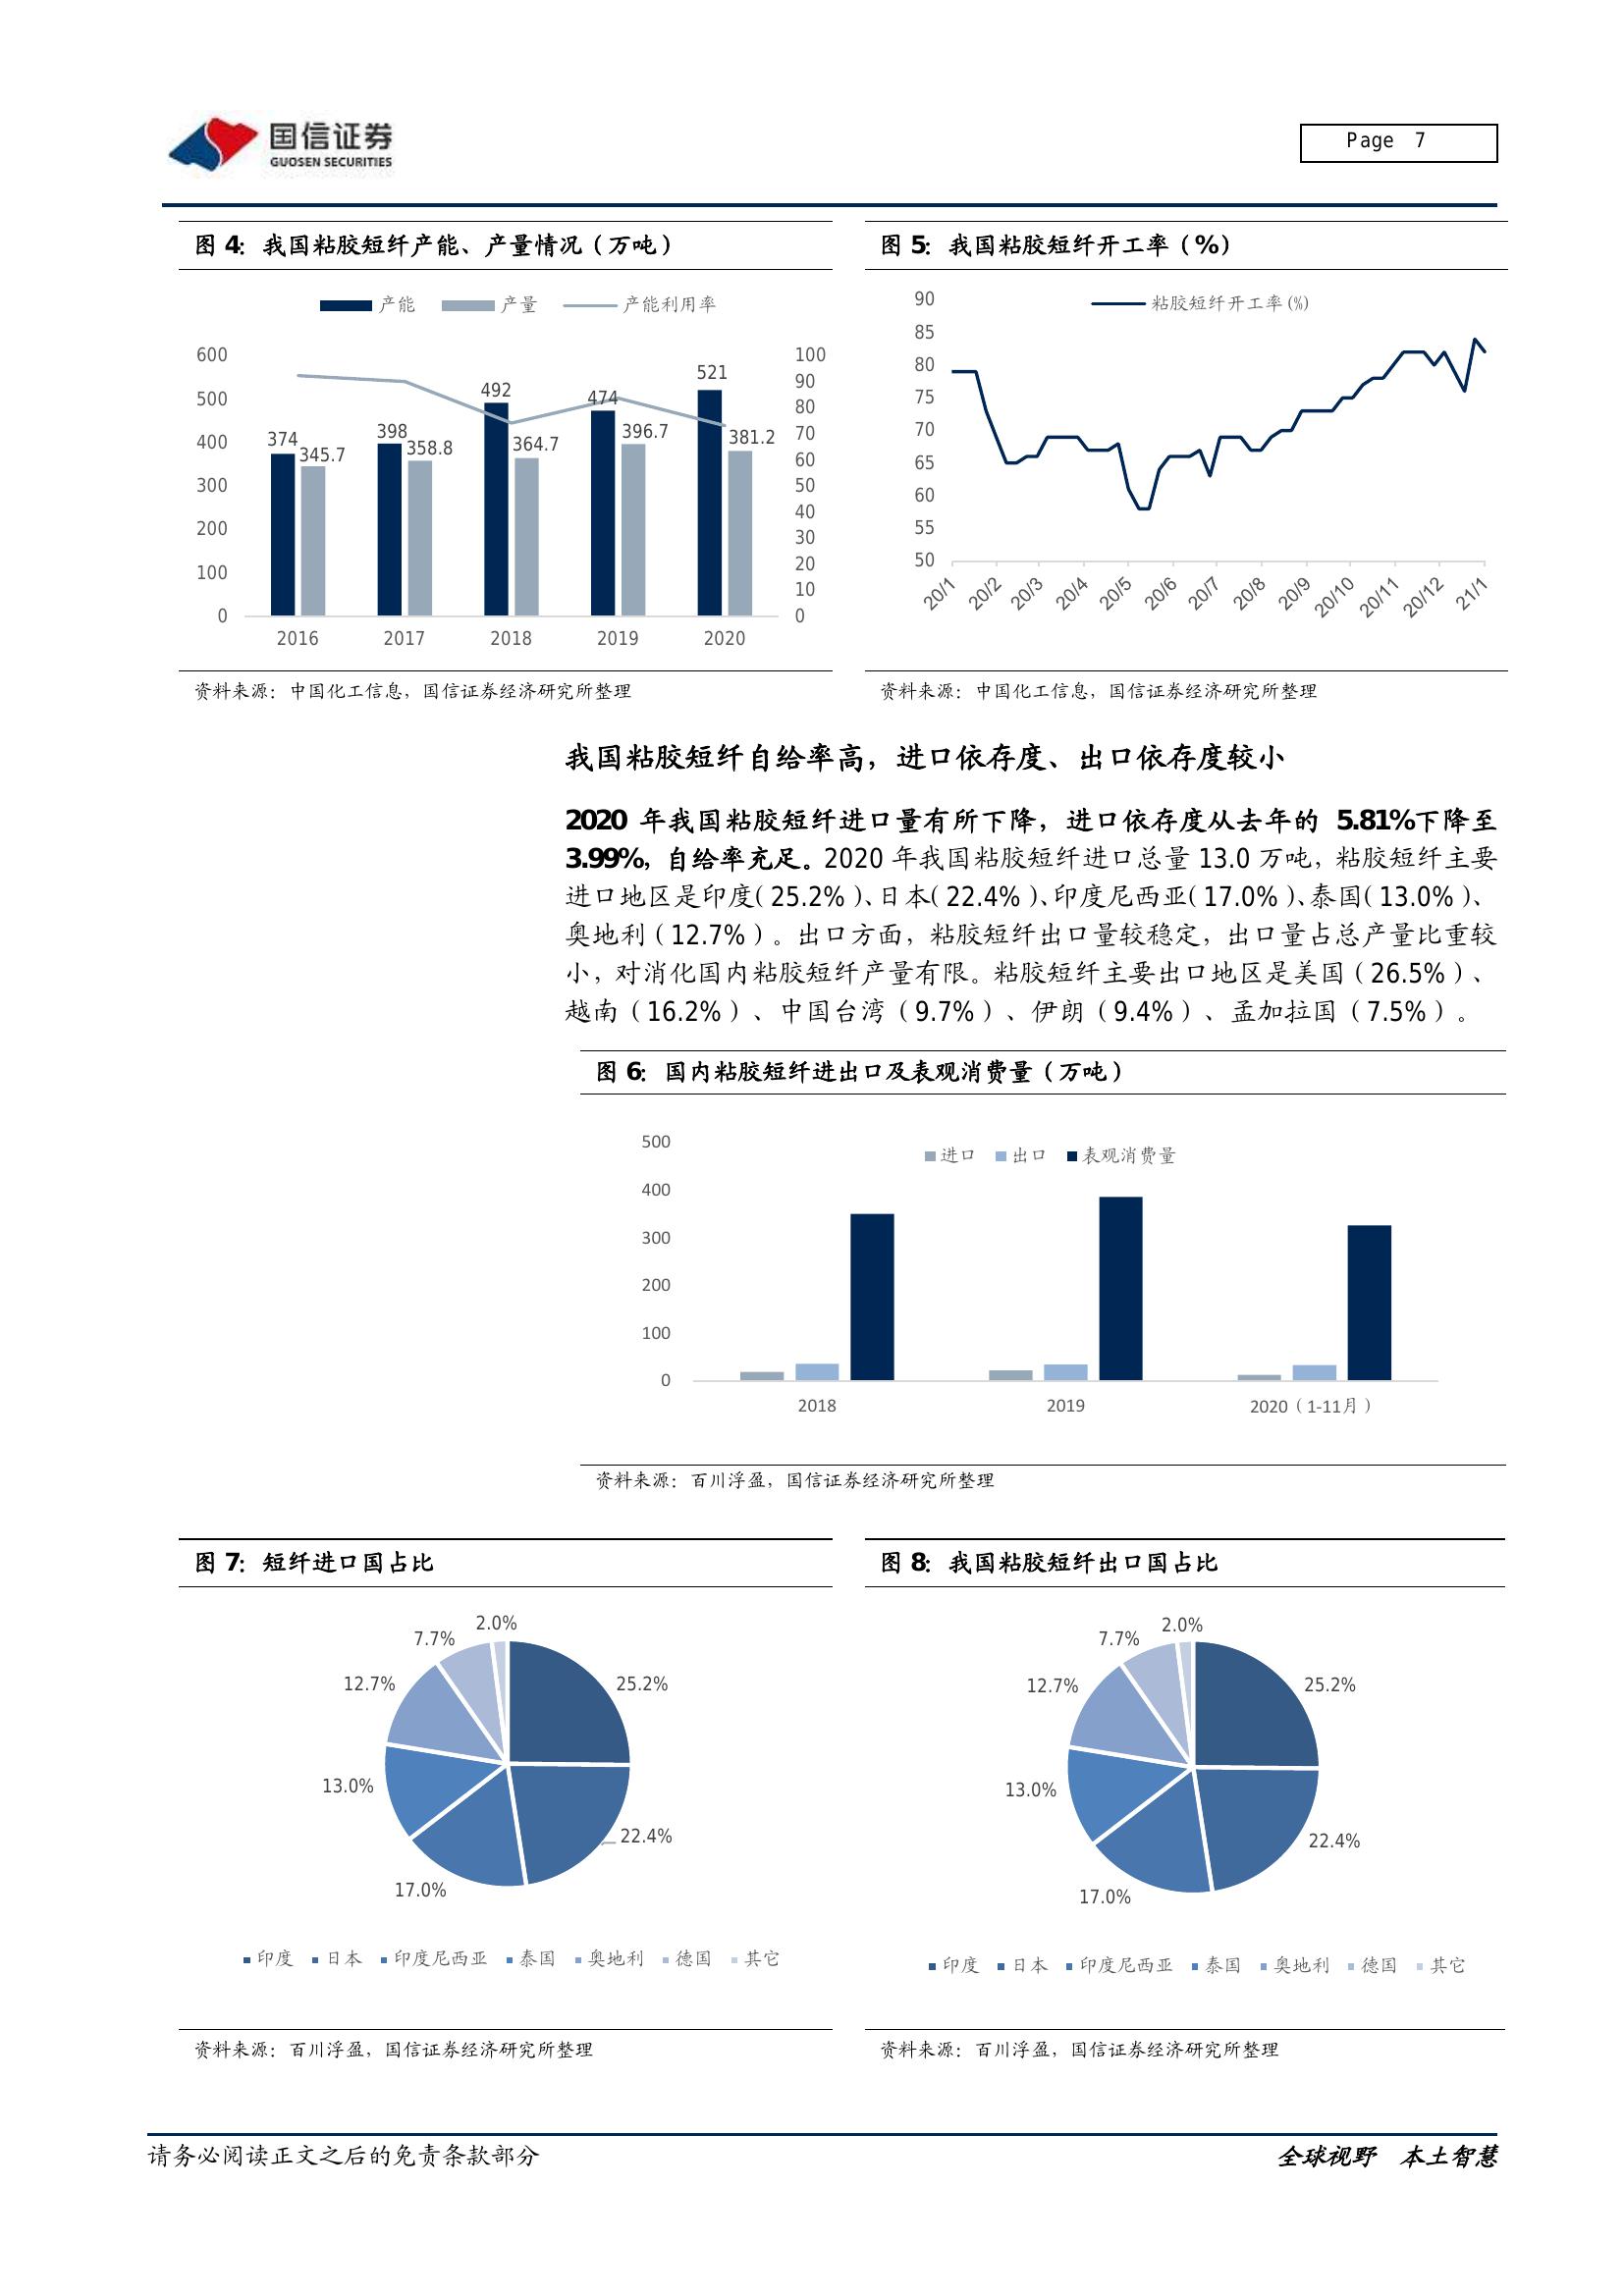 国信证券
GUOSEN SECURITIES
Page 7
图 4：我国粘胶短纤产能、产量情况（万吨）
产能 产量 产能利用率
600
500
400
300
200
100
0
100
90
80
70
60
50
40
30
20
10
0
374
345.7
398
358.8
492
364.7
474
396.7
521
381.2
2016 2017 2018 2019 2020
资料来源：中国化工信息，国信证券经济研究所整理
图 5：我国粘胶短纤开工率（%）
粘胶短纤开工率(%)
90
85
80
75
70
65
60
55
50
20/1 20/2 20/3 20/4 20/5 20/6 20/7 20/8 20/9 20/10 20/11 20/12 21/1
资料来源：中国化工信息，国信证券经济研究所整理
我国粘胶短纤自给率高，进口依存度、出口依存度较小
2020 年我国粘胶短纤进口量有所下降，进口依存度从去年的 5.81%下降至
3.99%，自给率充足。2020 年我国粘胶短纤进口总量 13.0 万吨，粘胶短纤主要
进口地区是印度（25.2%）、日本（22.4%）、印度尼西亚（17.0%）、泰国（13.0%）、
奥地利（12.7%）。出口方面，粘胶短纤出口量较稳定，出口量占总产量比重较
小，对消化国内粘胶短纤产量有限。粘胶短纤主要出口地区是美国（26.5%）、
越南（16.2%）、中国台湾（9.7%）、伊朗（9.4%）、孟加拉国（7.5%）。
图 6：国内粘胶短纤进出口及表观消费量（万吨）
进口 出口 表观消费量
500
400
300
200
100
0
2018 2019 2020（1-11月）
资料来源：百川浮盈，国信证券经济研究所整理
图 7：短纤进口国占比
25.2%
22.4%
17.0%
13.0%
12.7%
7.7%
2.0%
印度 日本 印度尼西亚 泰国 奥地利 德国 其它
资料来源：百川浮盈，国信证券经济研究所整理
图 8：我国粘胶短纤出口国占比
25.2%
22.4%
17.0%
13.0%
12.7%
7.7%
2.0%
印度 日本 印度尼西亚 泰国 奥地利 德国 其它
资料来源：百川浮盈，国信证券经济研究所整理
请务必阅读正文之后的免责条款部分
全球视野 本土智慧